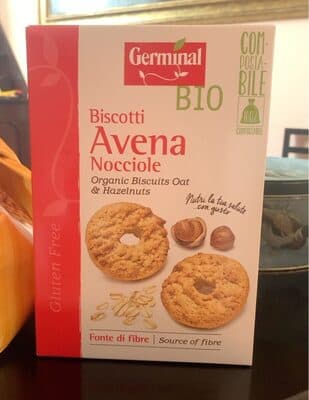 Germinal
BIO
COM-
POSTA-
BILE
COMPOSTABLE
Biscotti
Avena
Nocciole
Organic Biscuits Oat
& Hazelnuts
Nutri la tua salute
con gusto
Gluten Free
Fonte di fibre | Source of fibre